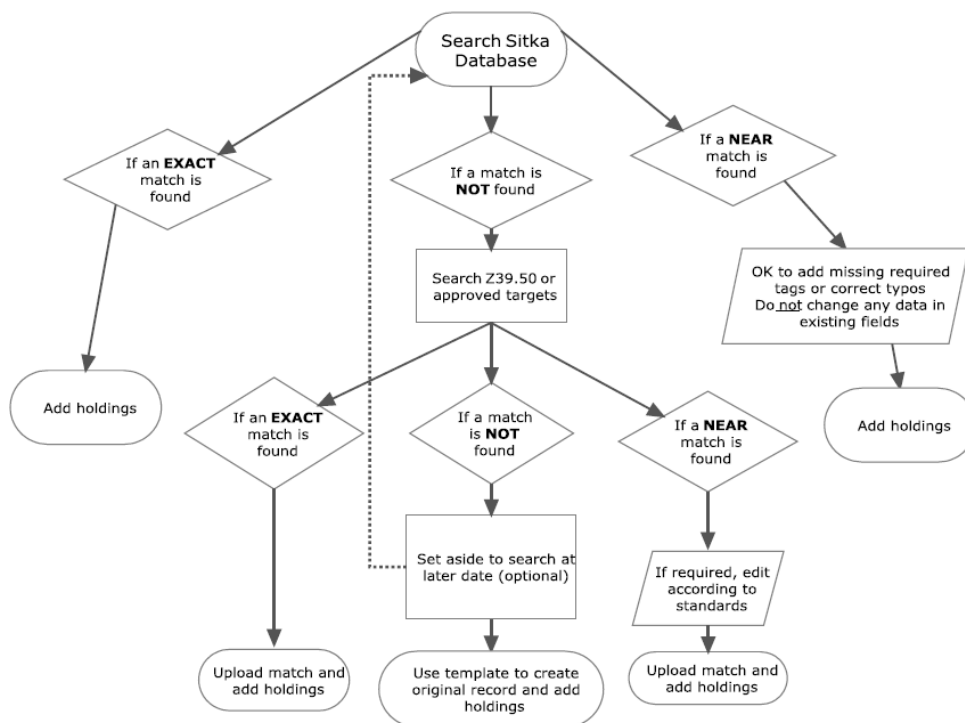 Search Sitka
Database
If an EXACT
match is
found
If a match is
NOT found
If a NEAR
match is
found
Search Z39.50 or
approved targets
OK to add missing required
tags or correct typos
Do not change any data in
existing fields
Add holdings
If an EXACT
match is
found
If a match
is NOT
found
If a NEAR
match is
found
Add holdings
Set aside to search at
later date (optional)
If required, edit
according to
standards
Upload match and
add holdings
Use template to create
original record and add
holdings
Upload match and
add holdings